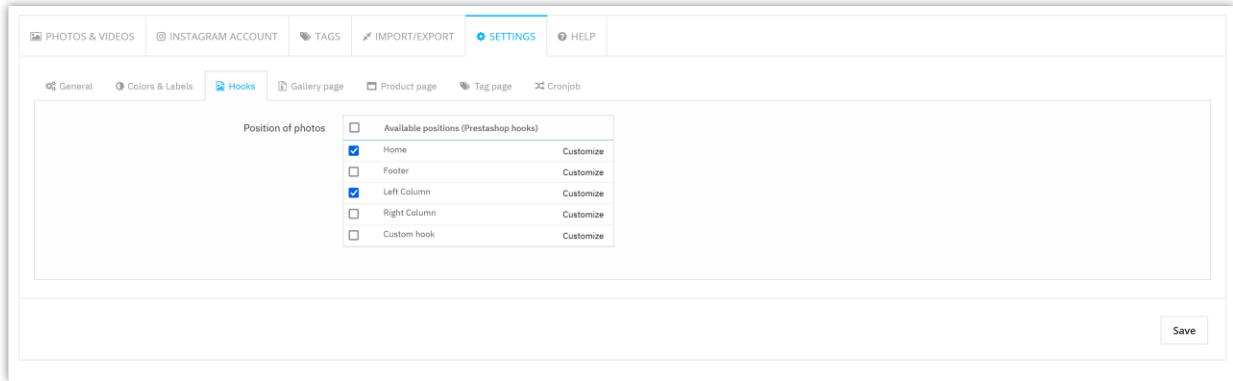 PHOTOS & VIDEOS INSTAGRAM ACCOUNT TAGS IMPORT/EXPORT SETTINGS HELP
General Colors & Labels Hooks Gallery page Product page Tag page Cronjob
Position of photos Available positions (Prestashop hooks)
Home Customize
Footer Customize
Left Column Customize
Right Column Customize
Custom hook Customize
Save